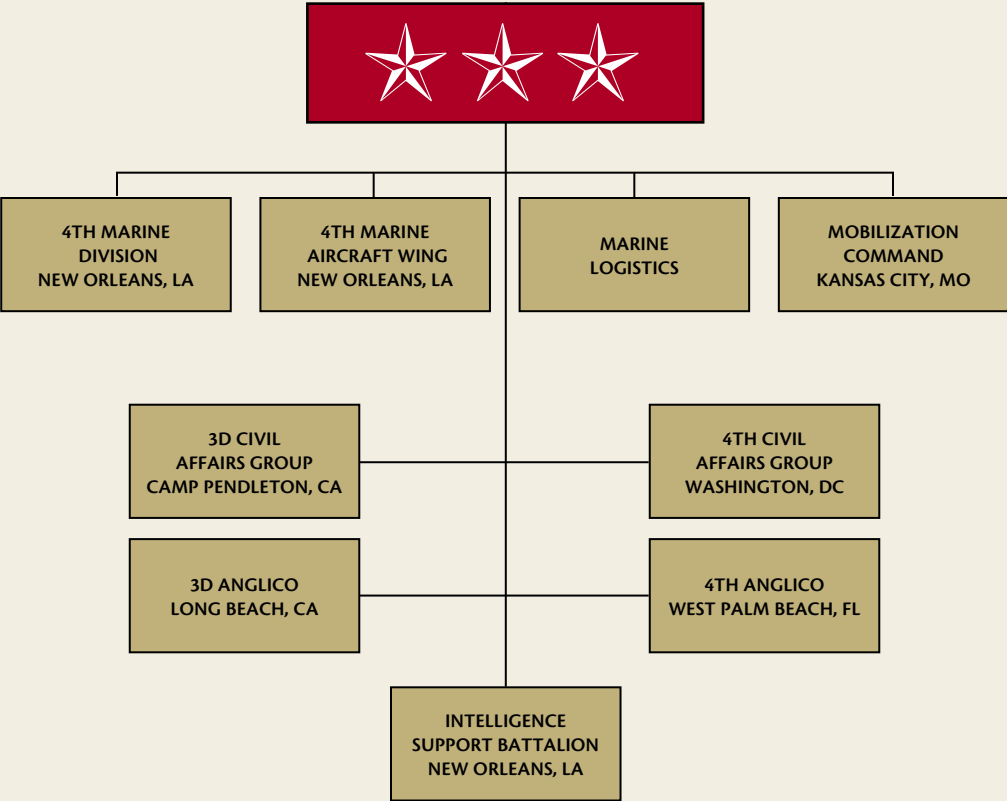 4TH MARINE
DIVISION
NEW ORLEANS, LA
4TH MARINE
AIRCRAFT WING
NEW ORLEANS, LA
MARINE
LOGISTICS
MOBILIZATION
COMMAND
KANSAS CITY, MO
3D CIVIL
AFFAIRS GROUP
CAMP PENDLETON, CA
4TH CIVIL
AFFAIRS GROUP
WASHINGTON, DC
3D ANGLICO
LONG BEACH, CA
4TH ANGLICO
WEST PALM BEACH, FL
INTELLIGENCE
SUPPORT BATTALION
NEW ORLEANS, LA